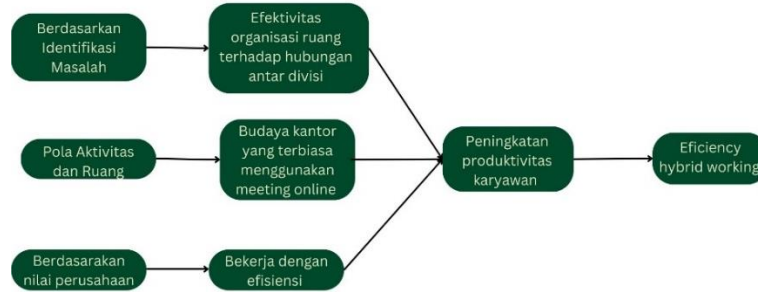 Berdasarkan
Identifikasi
Masalah
Efektivitas
organisasi ruang
terhadap hubungan
antar divisi
Pola Aktivitas
dan Ruang
Budaya kantor
yang terbiasa
menggunakan
meeting online
Peningkatan
produktivitas
karyawan
Eficiency
hybrid working
Berdasarakan
nilai perusahaan
Bekerja dengan
efisiensi